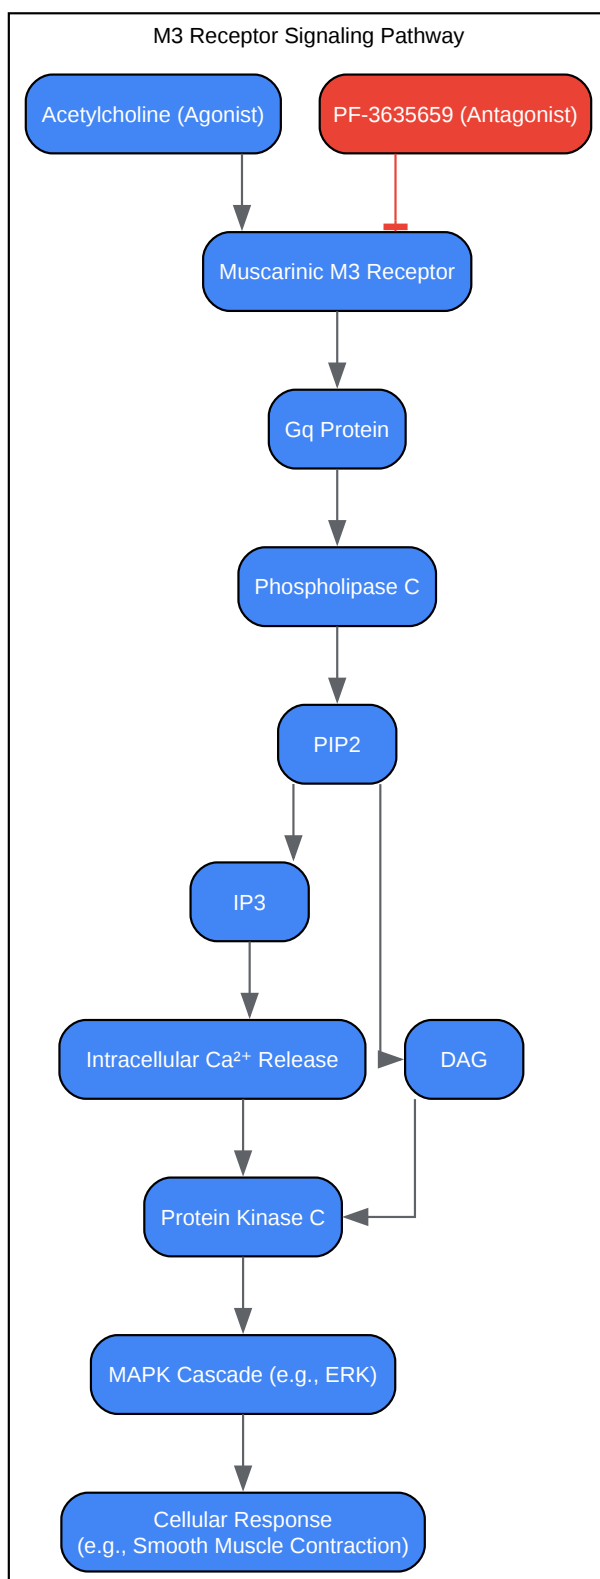 M3 Receptor Signaling Pathway
Acetylcholine (Agonist)
PF-3635659 (Antagonist)
Muscarinic M3 Receptor
Gq Protein
Phospholipase C
PIP2
IP3
Intracellular Ca²⁺ Release
DAG
Protein Kinase C
MAPK Cascade (e.g., ERK)
Cellular Response
(e.g., Smooth Muscle Contraction)